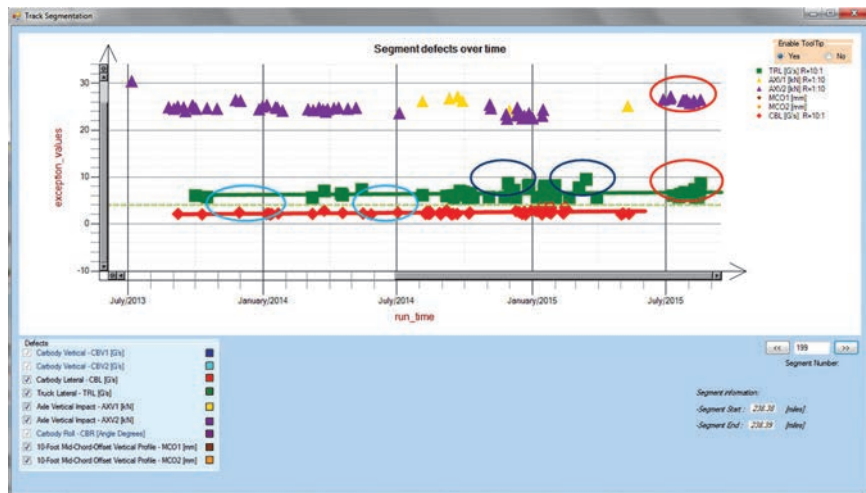 Track Segmentation
Segment defects over time
Enable ToolTip
Yes No
TRL [G's] R=10:1
AXV1 [kN] R=1:10
AXV2 [kN] R=1:10
MCO1 [mm]
MCO2 [mm]
CBL [G's] R=10:1
exception_values
30
20
10
0
-10
July/2013 January/2014 July/2014 January/2015 July/2015
run_time
Defects
Carbody Vertical - CBV1 [G's]
Carbody Vertical - CBV2 [G's]
Carbody Lateral - CBL [G's]
Truck Lateral - TRL [G's]
Axle Vertical Impact - AXV1 [kN]
Axle Vertical Impact - AXV2 [kN]
Carbody Roll - CBR [Angle Degrees]
10-Foot Mid-Chord-Offset Vertical Profile - MCO1 [mm]
10-Foot Mid-Chord-Offset Vertical Profile - MCO2 [mm]
<< 199 >>
Segment Number:
Segment information:
-Segment Start : 238.38 [miles]
-Segment End : 238.39 [miles]